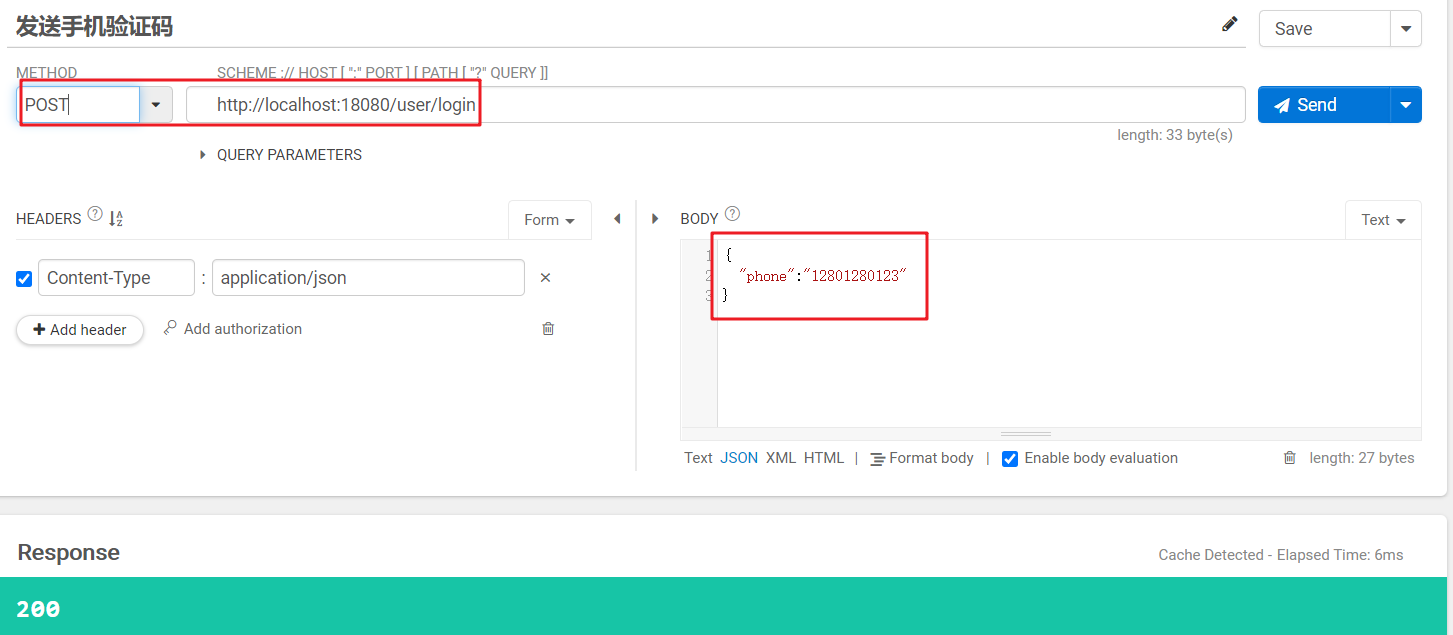 发送手机验证码
Save
METHOD
SCHEME :// HOST [ ":" PORT ] [ PATH [ "?" QUERY ]]
POST
http://localhost:18080/user/login
Send
length: 33 byte(s)
QUERY PARAMETERS
HEADERS ? A Z
Form
BODY ?
Text
Content-Type : application/json ×
Add header
Add authorization
1 {
2 "phone":"12801280123"
3 }
Text JSON XML HTML | Format body | Enable body evaluation
length: 27 bytes
Response
Cache Detected - Elapsed Time: 6ms
200